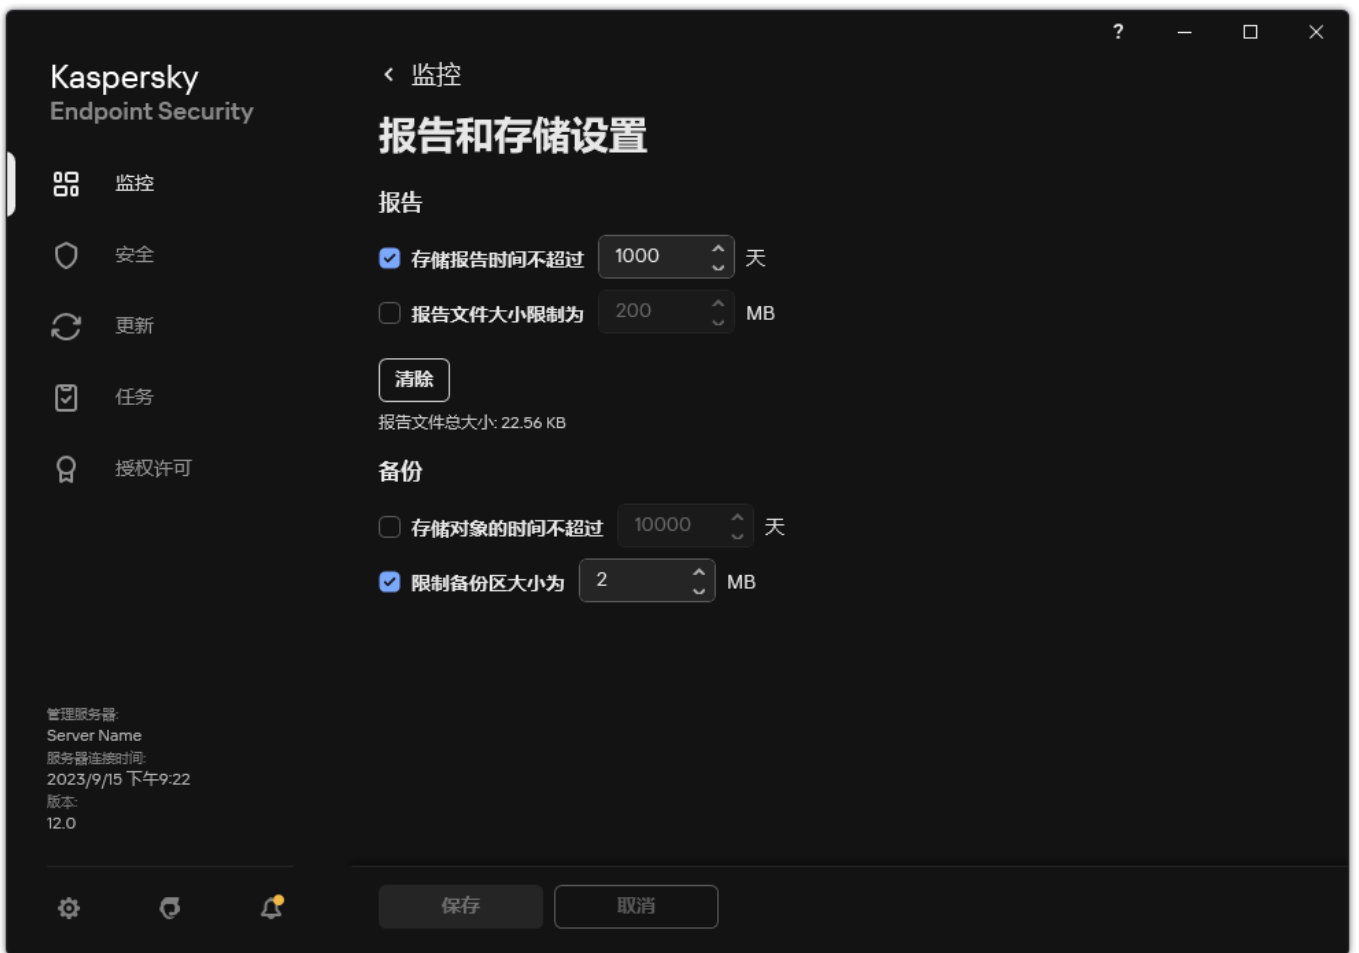 ?
Kaspersky
Endpoint Security
监控
安全
更新
任务
授权许可
管理服务器:
Server Name
服务器连接时间:
2023/9/15 下午9:22
版本:
12.0
监控
报告和存储设置
报告
存储报告时间不超过 1000 天
报告文件大小限制为 200 MB
清除
报告文件总大小: 22.56 KB
备份
存储对象的时间不超过 10000 天
限制备份区大小为 2 MB
保存 取消